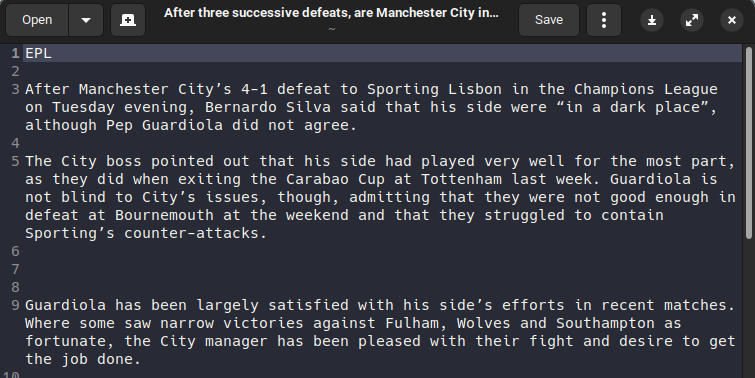 Open
After three successive defeats, are Manchester City in…
~
Save
1 EPL
2
3 After Manchester City’s 4-1 defeat to Sporting Lisbon in the Champions League
on Tuesday evening, Bernardo Silva said that his side were “in a dark place”,
although Pep Guardiola did not agree.
4
5 The City boss pointed out that his side had played very well for the most part,
as they did when exiting the Carabao Cup at Tottenham last week. Guardiola is
not blind to City’s issues, though, admitting that they were not good enough in
defeat at Bournemouth at the weekend and that they struggled to contain
Sporting’s counter-attacks.
6
7
8
9 Guardiola has been largely satisfied with his side’s efforts in recent matches.
Where some saw narrow victories against Fulham, Wolves and Southampton as
fortunate, the City manager has been pleased with their fight and desire to get
the job done.
10